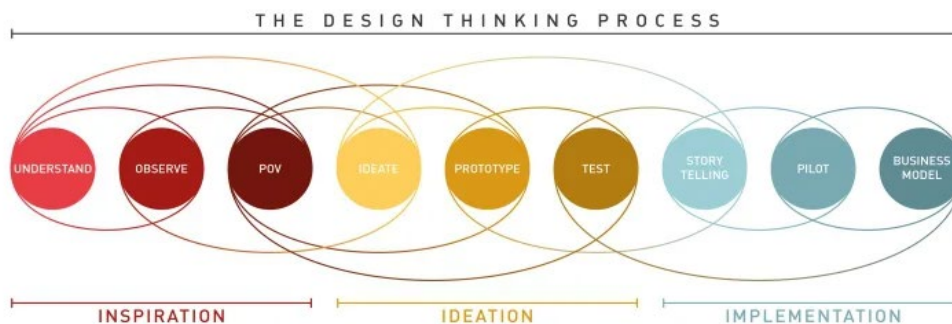 THE DESIGN THINKING PROCESS
UNDERSTAND
OBSERVE
POV
IDEATE
PROTOTYPE
TEST
STORY
TELLING
PILOT
BUSINESS
MODEL
INSPIRATION
IDEATION
IMPLEMENTATION